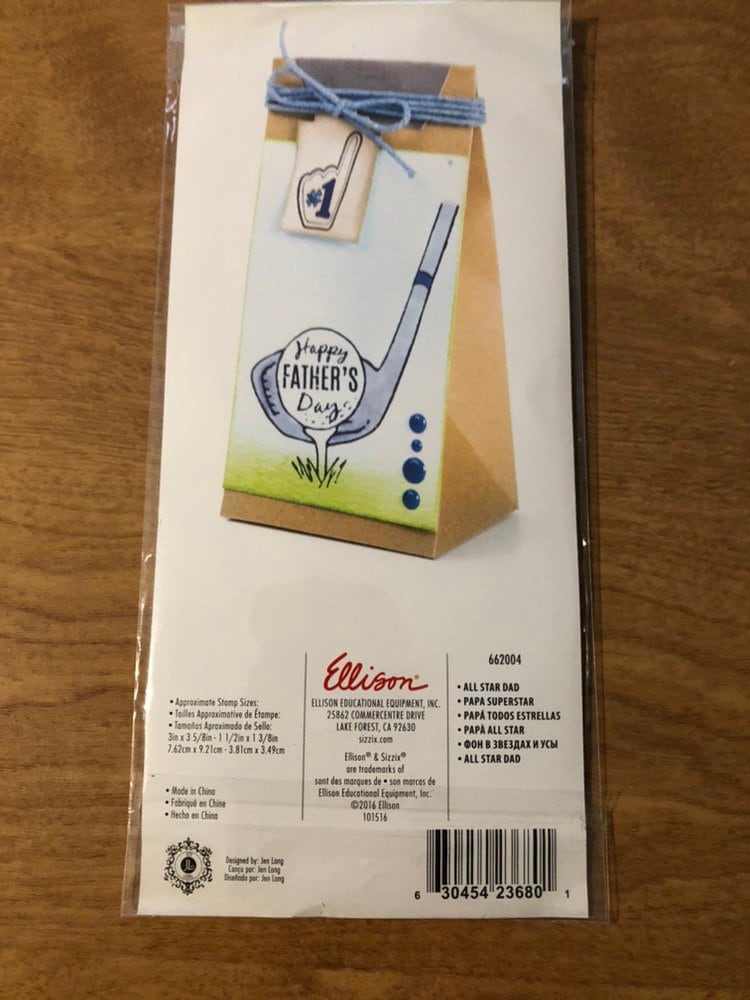 #1
Happy
FATHER'S
Day
• Approximate Stamp Sizes:
• Tailles Approximative de Étampe:
• Tamaños Aproximado de Sello:
3in x 3 5/8in - 1 1/2in x 1 3/8in
7.62cm x 9.21cm - 3.81cm x 3.49cm
• Made in China
• Fabriqué en Chine
• Hecho en China
Designed by: Jen Long
Conçu par: Jen Long
Diseñado por: Jen Long
Ellison®
ELLISON EDUCATIONAL EQUIPMENT, INC.
25862 COMMERCENTRE DRIVE
LAKE FOREST, CA 92630
sizzix.com
Ellison® & Sizzix®
are trademarks of
sont des marques de • son marcas de
Ellison Educational Equipment, Inc.
©2016 Ellison
101516
662004
• ALL STAR DAD
• PAPA SUPERSTAR
• PAPÁ TODOS ESTRELLAS
• PAPÀ ALL STAR
• ФОН В ЗВЕЗДАХ И УСЫ
• ALL STAR DAD
6 30454 23680 1